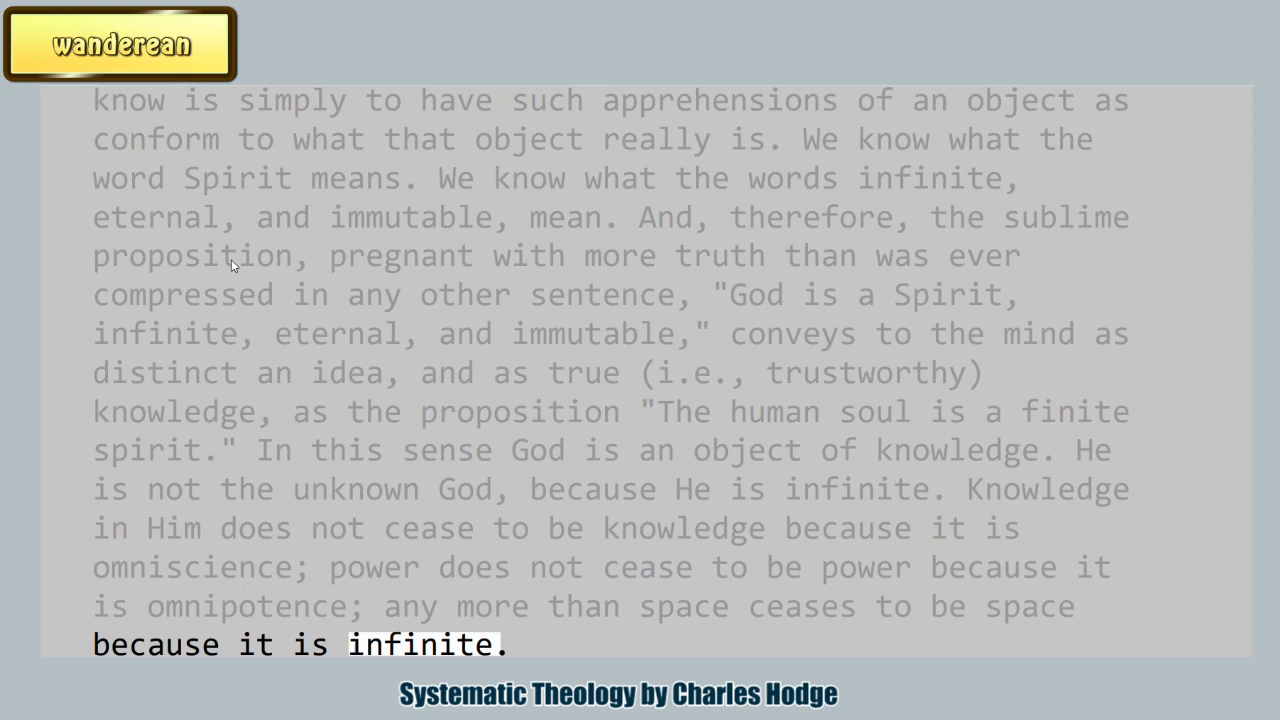 wanderean
know is simply to have such apprehensions of an object as
conform to what that object really is. We know what the
word Spirit means. We know what the words infinite,
eternal, and immutable, mean. And, therefore, the sublime
proposition, pregnant with more truth than was ever
compressed in any other sentence, "God is a Spirit,
infinite, eternal, and immutable," conveys to the mind as
distinct an idea, and as true (i.e., trustworthy)
knowledge, as the proposition "The human soul is a finite
spirit." In this sense God is an object of knowledge. He
is not the unknown God, because He is infinite. Knowledge
in Him does not cease to be knowledge because it is
omniscience; power does not cease to be power because it
is omnipotence; any more than space ceases to be space
because it is infinite.
Systematic Theology by Charles Hodge